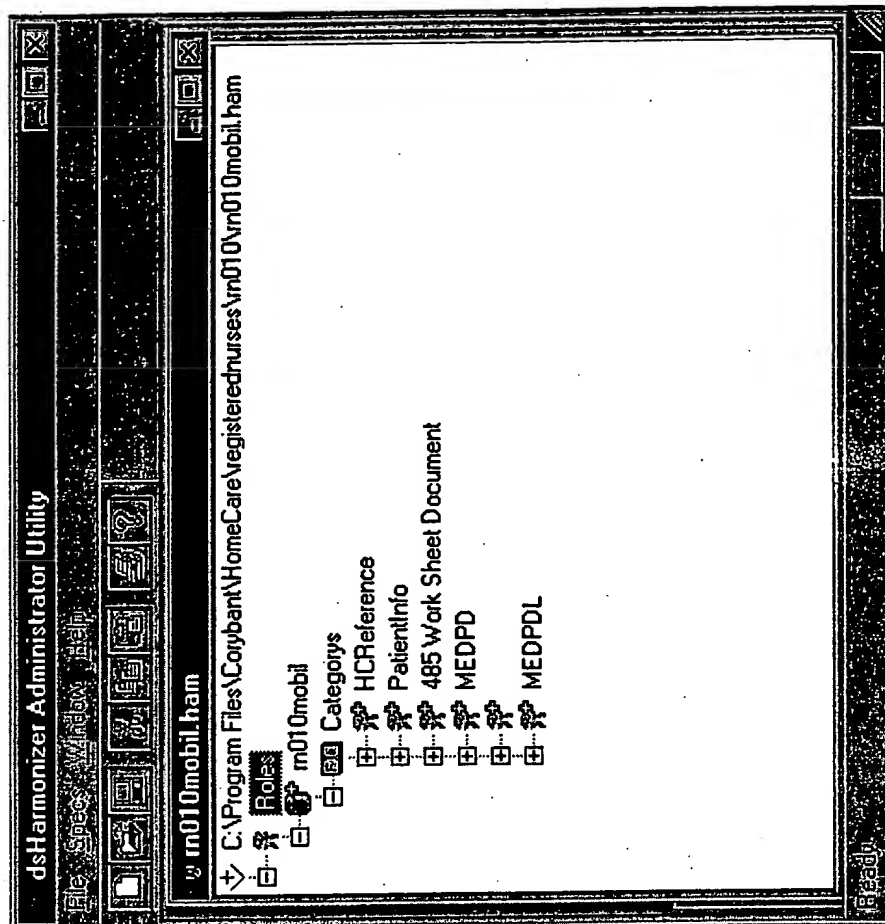 dsHarmonizer Administrator Utility
File Specs Window Help
rn010mobil.ham
C:\Program Files\Corybant\HomeCare\registerednurses\rn010\rn010mobil.ham
Roles
rn010mobil
Categorys
HCReference
PatientInfo
485 Work Sheet Document
MEDPD
MEDPDL
Ready